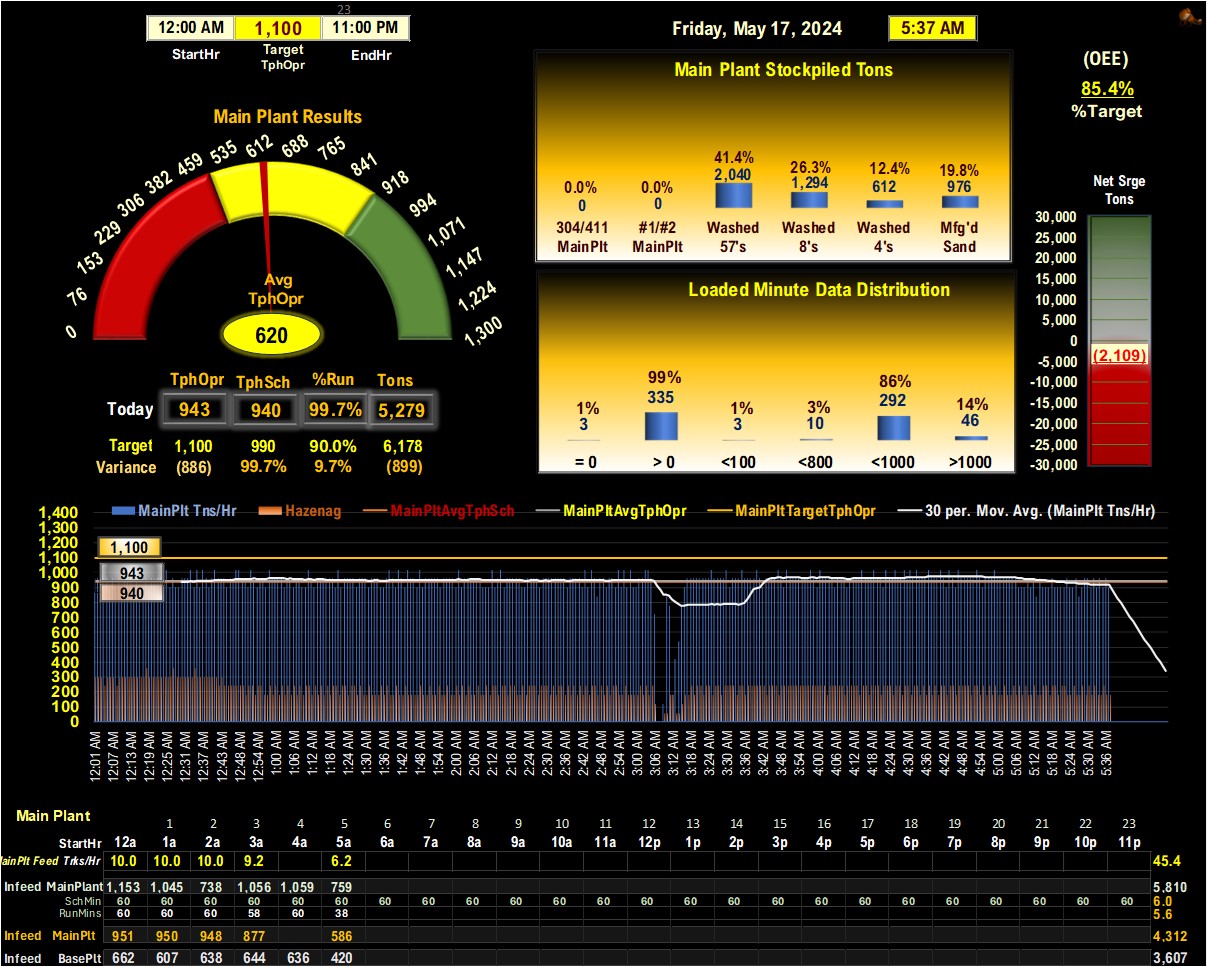 23
12:00 AM 1,100 11:00 PM
StartHr Target TphOpr EndHr
Friday, May 17, 2024 5:37 AM
(OEE)
85.4%
%Target
Main Plant Results
0 76 153 229 306 382 459 535 612 688 765 841 918 994 1,071 1,147 1,224 1,300
Avg
TphOpr
620
TphOpr TphSch %Run Tons
Today 943 940 99.7% 5,279
Target 1,100 990 90.0% 6,178
Variance (886) 99.7% 9.7% (899)
Main Plant Stockpiled Tons
0.0% 0.0% 41.4% 26.3% 12.4% 19.8%
0 0 2,040 1,294 612 976
304/411 #1/#2 Washed Washed Washed Mfg'd
MainPlt MainPlt 57's 8's 4's Sand
Loaded Minute Data Distribution
1% 99% 1% 3% 86% 14%
3 335 3 10 292 46
= 0 > 0 <100 <800 <1000 >1000
Net Srge
Tons
30,000
25,000
20,000
15,000
10,000
5,000
0
-5,000
-10,000
-15,000
-20,000
-25,000
-30,000
(2,109)
MainPlt Tns/Hr Hazenag MainPltAvgTphSch MainPltAvgTphOpr MainPltTargetTphOpr 30 per. Mov. Avg. (MainPlt Tns/Hr)
1,400
1,300
1,200
1,100
1,000
900
800
700
600
500
400
300
200
100
0
1,100
943
940
12:01 AM 12:07 AM 12:13 AM 12:19 AM 12:25 AM 12:31 AM 12:37 AM 12:43 AM 12:48 AM 12:54 AM 1:00 AM 1:06 AM 1:12 AM 1:18 AM 1:24 AM 1:30 AM 1:36 AM 1:42 AM 1:48 AM 1:54 AM 2:00 AM 2:06 AM 2:12 AM 2:18 AM 2:24 AM 2:30 AM 2:36 AM 2:42 AM 2:48 AM 2:54 AM 3:00 AM 3:06 AM 3:12 AM 3:18 AM 3:24 AM 3:30 AM 3:36 AM 3:42 AM 3:48 AM 3:54 AM 4:00 AM 4:06 AM 4:12 AM 4:18 AM 4:24 AM 4:30 AM 4:36 AM 4:42 AM 4:48 AM 4:54 AM 5:00 AM 5:06 AM 5:12 AM 5:18 AM 5:24 AM 5:30 AM 5:36 AM
Main Plant
1 2 3 4 5 6 7 8 9 10 11 12 13 14 15 16 17 18 19 20 21 22 23
StartHr 12a 1a 2a 3a 4a 5a 6a 7a 8a 9a 10a 11a 12p 1p 2p 3p 4p 5p 6p 7p 8p 9p 10p 11p
ainPlt Feed Trks/Hr 10.0 10.0 10.0 9.2 6.2 45.4
Infeed MainPlant 1,153 1,045 738 1,056 1,059 759 5,810
SchMin 60 60 60 60 60 60 60 60 60 60 60 60 60 60 60 60 60 60 60 60 60 60 60 60 6.0
RunMins 60 60 60 58 60 38 5.6
Infeed MainPlt 951 950 948 877 586 4,312
Infeed BasePlt 662 607 638 644 636 420 3,607